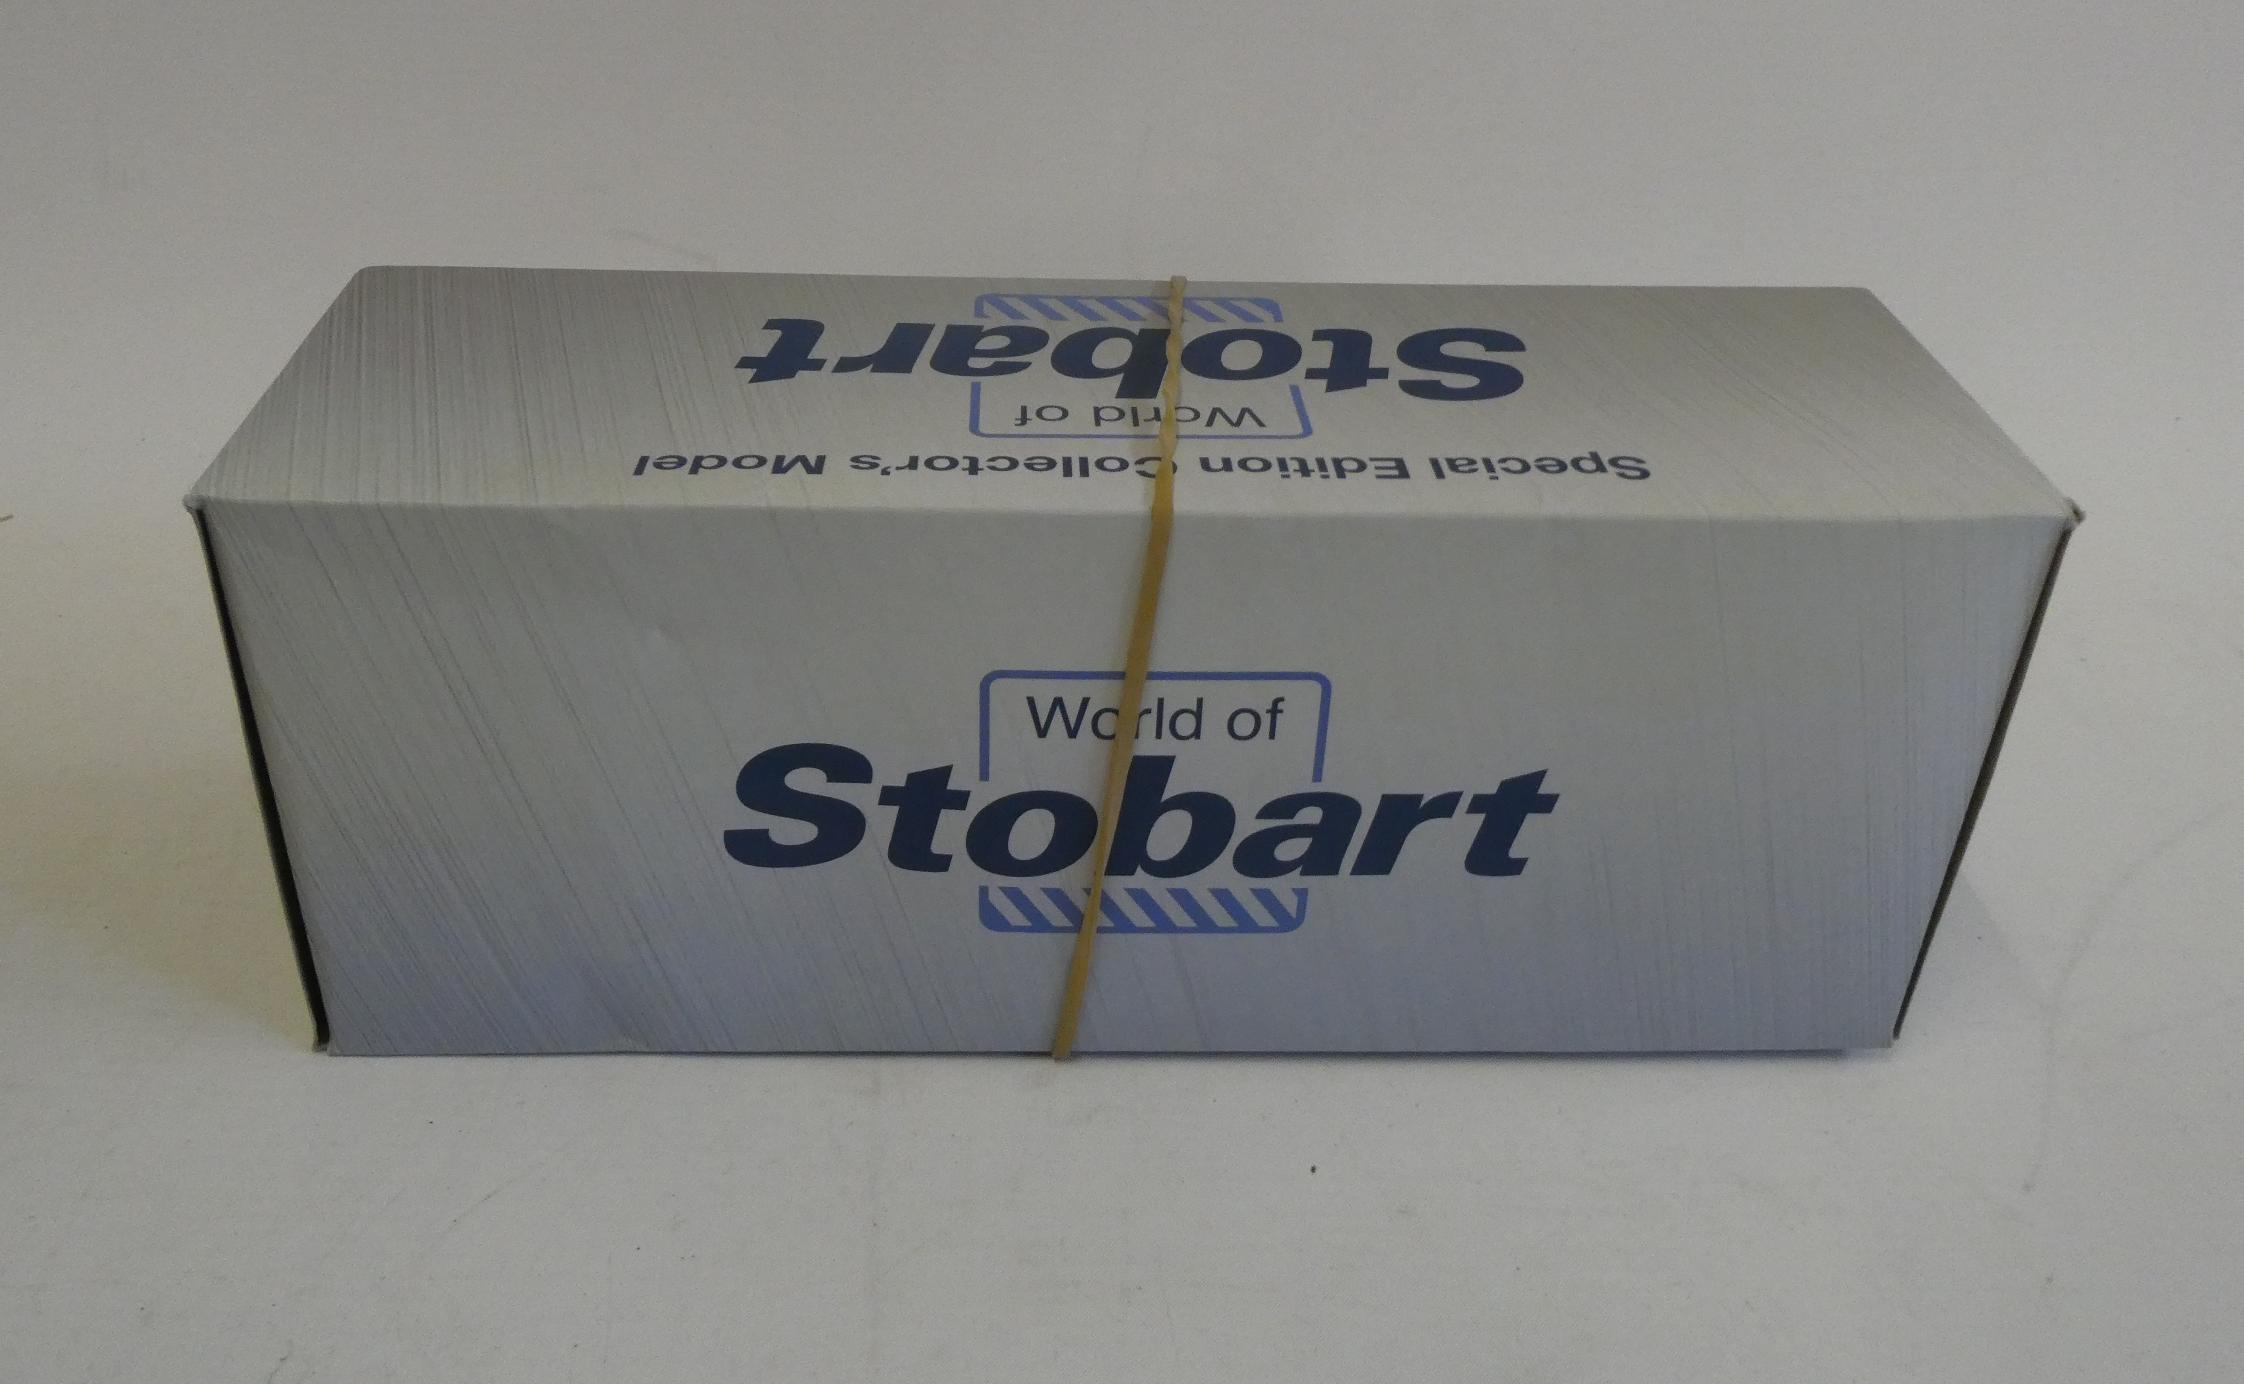 Special Edition Collector's Model
World of
Stobart
World of
Stobart